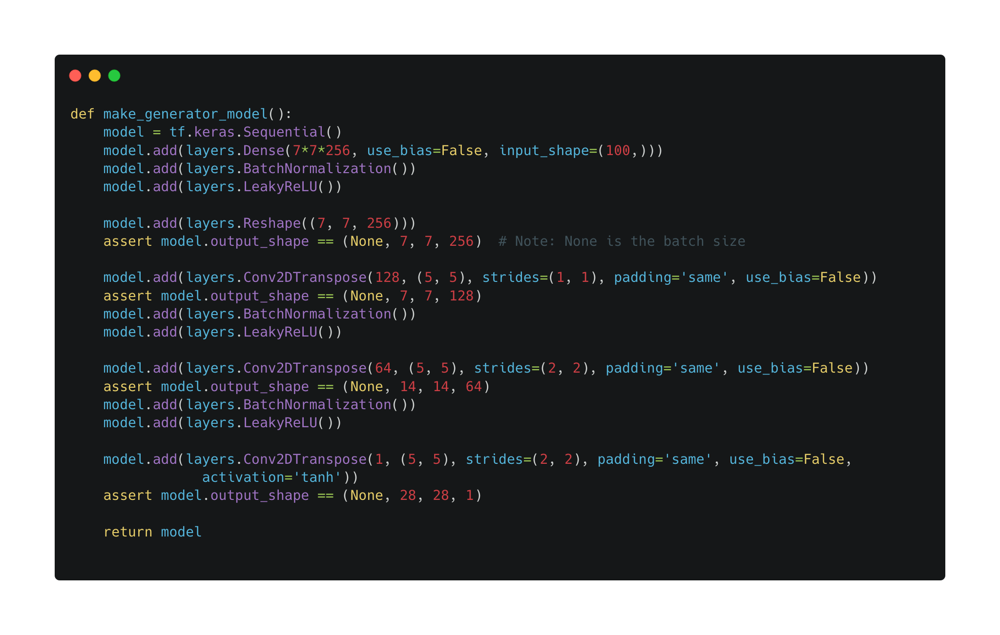 def make_generator_model():
    model = tf.keras.Sequential()
    model.add(layers.Dense(7*7*256, use_bias=False, input_shape=(100,)))
    model.add(layers.BatchNormalization())
    model.add(layers.LeakyReLU())

    model.add(layers.Reshape((7, 7, 256)))
    assert model.output_shape == (None, 7, 7, 256)  # Note: None is the batch size

    model.add(layers.Conv2DTranspose(128, (5, 5), strides=(1, 1), padding='same', use_bias=False))
    assert model.output_shape == (None, 7, 7, 128)
    model.add(layers.BatchNormalization())
    model.add(layers.LeakyReLU())

    model.add(layers.Conv2DTranspose(64, (5, 5), strides=(2, 2), padding='same', use_bias=False))
    assert model.output_shape == (None, 14, 14, 64)
    model.add(layers.BatchNormalization())
    model.add(layers.LeakyReLU())

    model.add(layers.Conv2DTranspose(1, (5, 5), strides=(2, 2), padding='same', use_bias=False,
                activation='tanh'))
    assert model.output_shape == (None, 28, 28, 1)

    return model